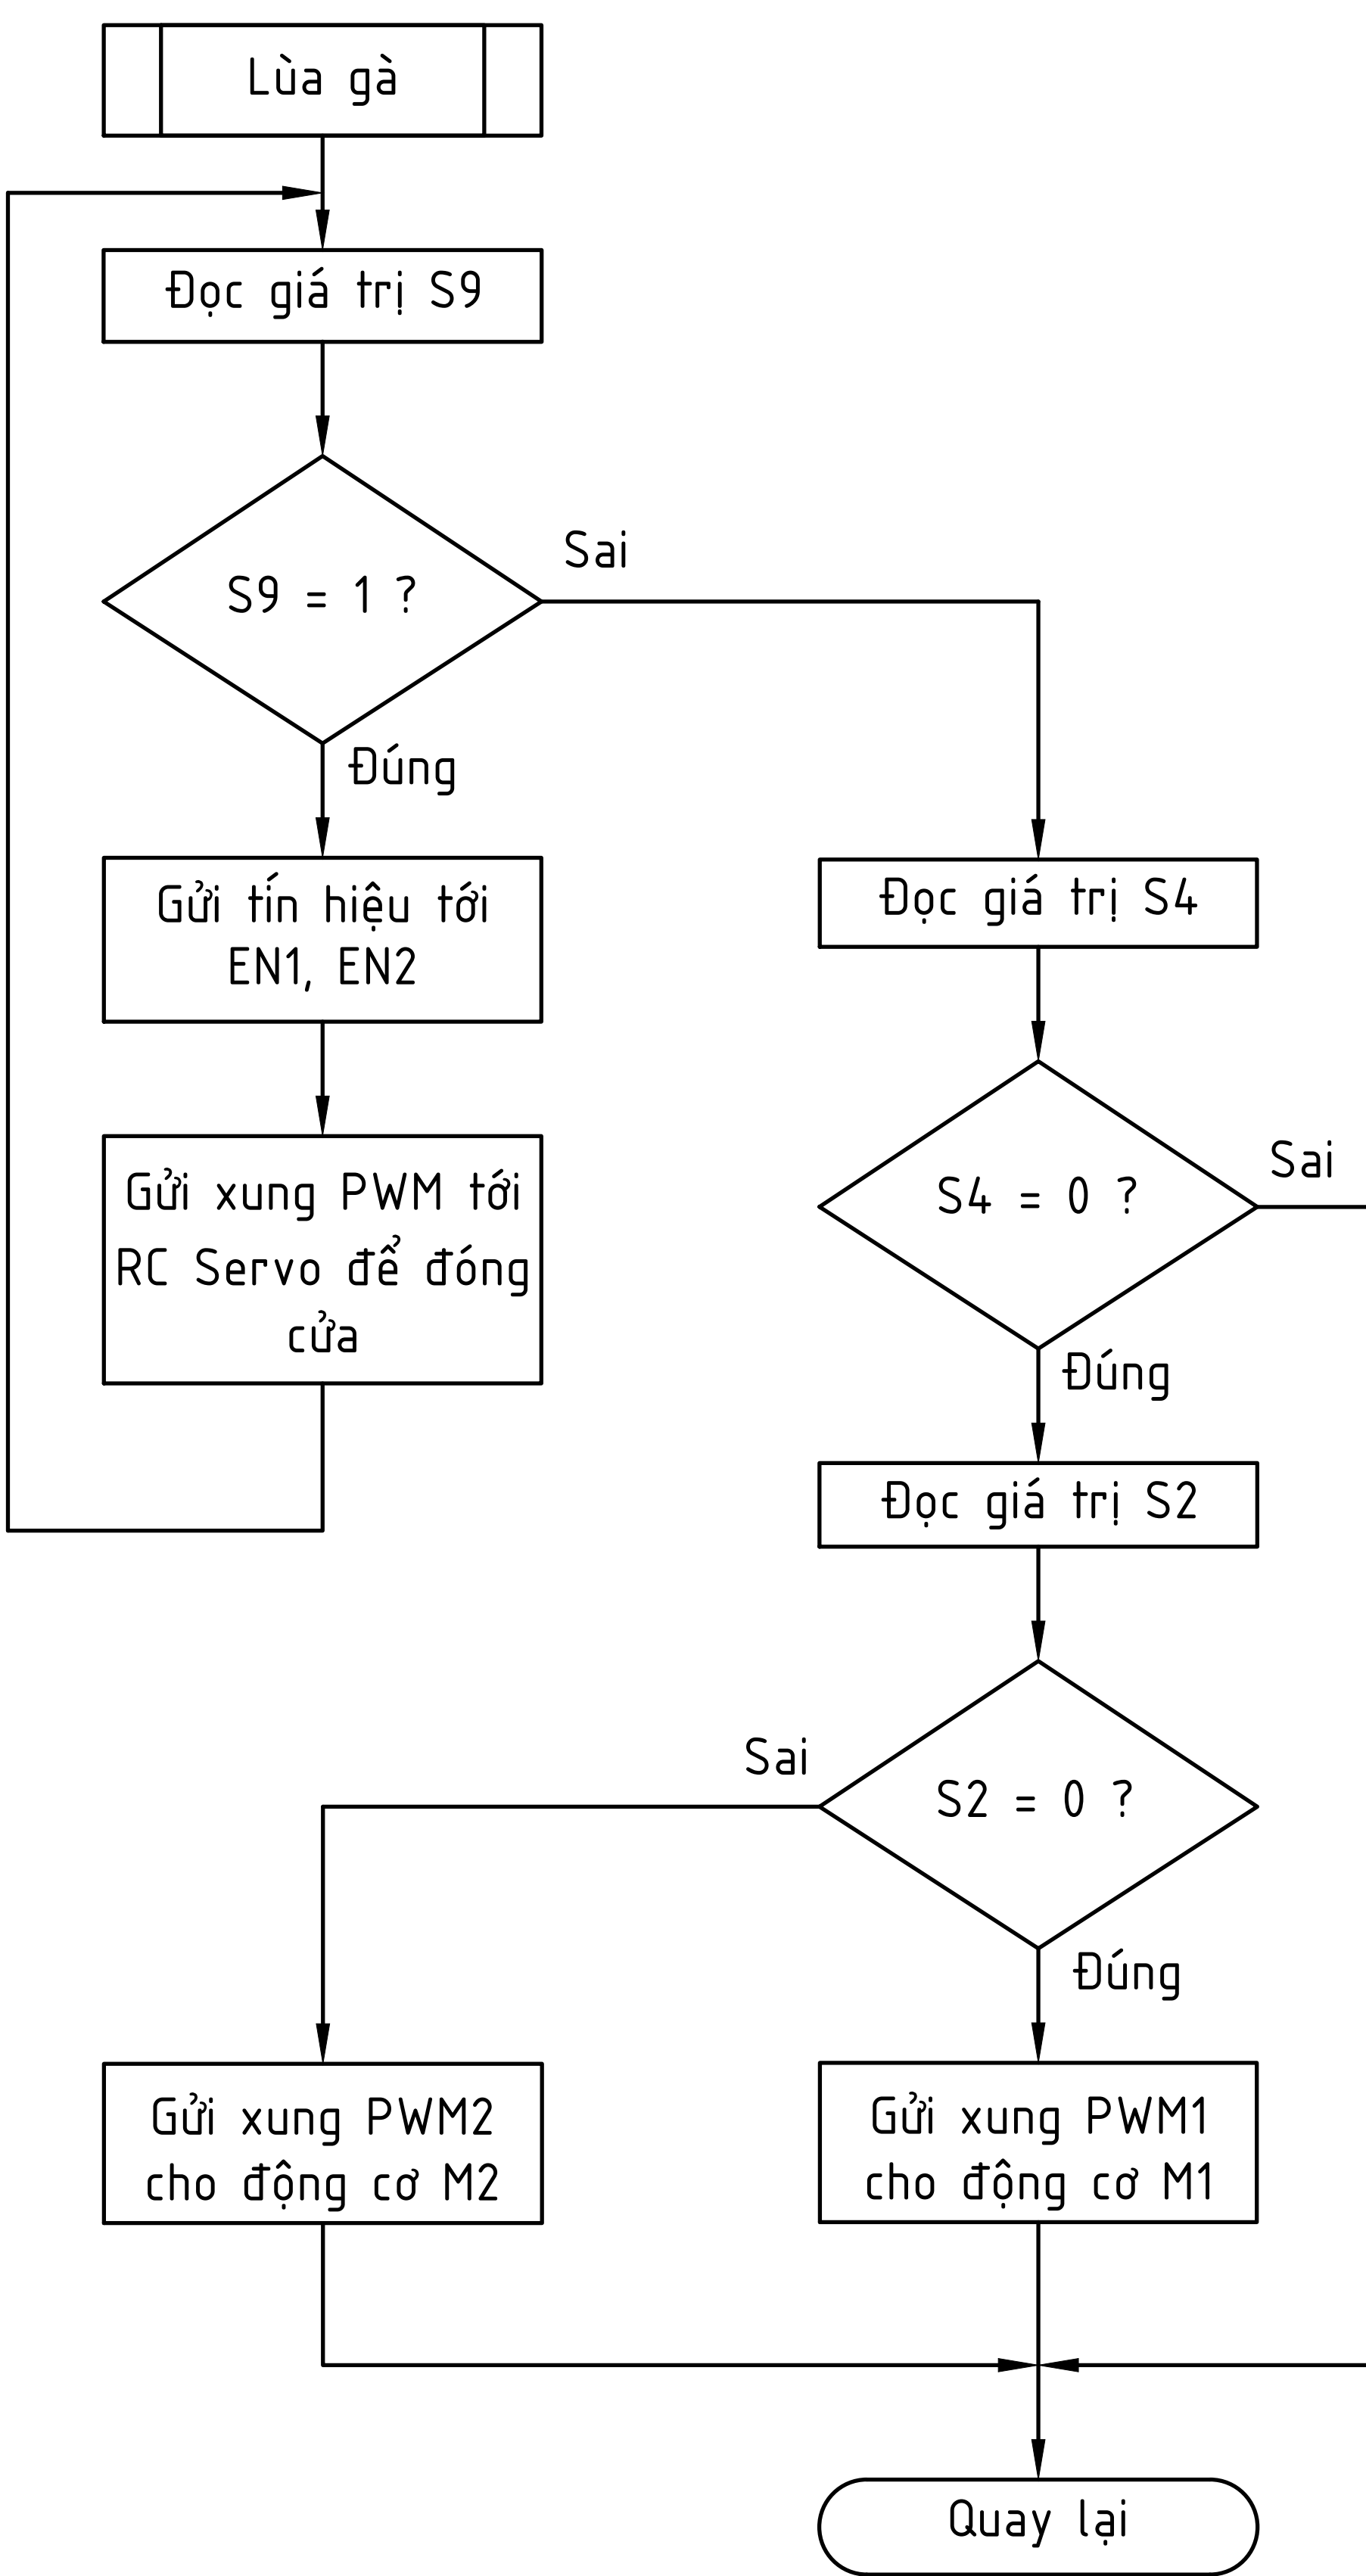 Lùa gà
Đọc giá trị S9
S9 = 1 ?
Sai
Đúng
Gửi tín hiệu tới
EN1, EN2
Gửi xung PWM tới
RC Servo để đóng
cửa
Đọc giá trị S4
S4 = 0 ?
Sai
Đúng
Đọc giá trị S2
S2 = 0 ?
Sai
Đúng
Gửi xung PWM2
cho động cơ M2
Gửi xung PWM1
cho động cơ M1
Quay lại